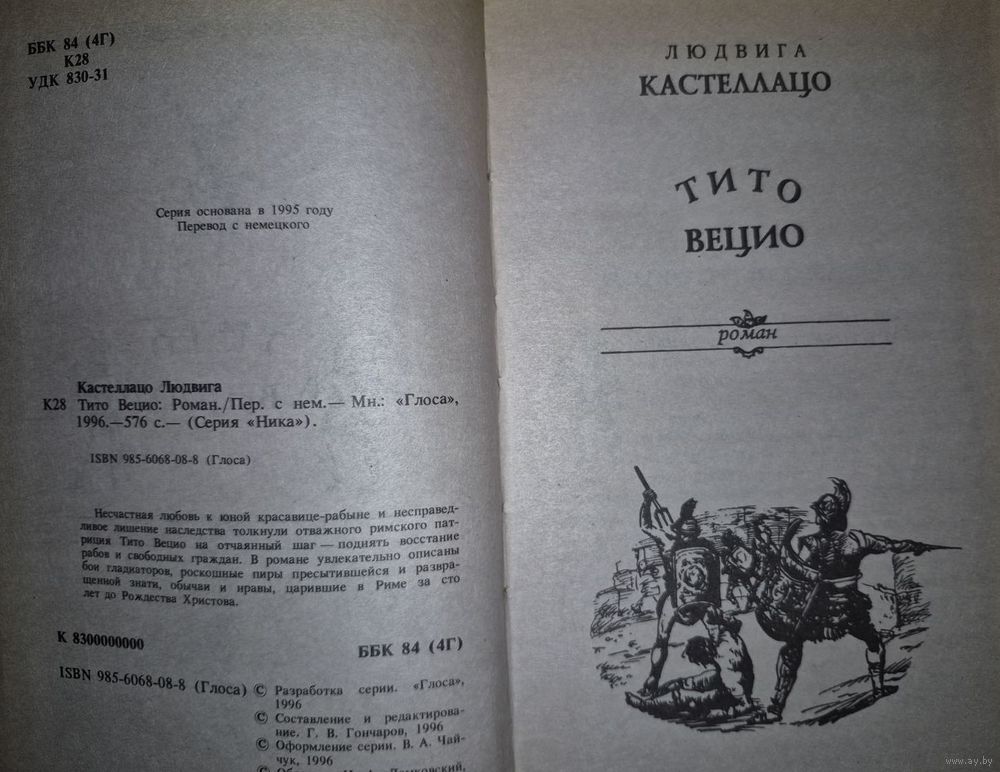 ББК 84 (4Г)
К28
УДК 830-31
Серия основана в 1995 году
Перевод с немецкого
Кастеллацо Людвига
К28 Тито Вецио: Роман./Пер. с нем.— Мн.: «Глоса»,
1996.—576 с.— (Серия «Ника»).
ISBN 985-6068-08-8 (Глоса)
Несчастная любовь к юной красавице-рабыне и несправед-
ливое лишение наследства толкнули отважного римского пат-
риция Тито Вецио на отчаянный шаг — поднять восстание
рабов и свободных граждан. В романе увлекательно описаны
бои гладиаторов, роскошные пиры пресытившейся и развра-
щенной знати, обычаи и нравы, царившие в Риме за сто
лет до Рождества Христова.
К 8300000000
ББК 84 (4Г)
ISBN 985-6068-08-8 (Глоса)
© Разработка серии. «Глоса»,
1996
© Составление и редактирова-
ние. Г. В. Гончаров, 1996
© Оформление серии. В. А. Чай-
чук, 1996
©
ЛЮДВИГА
КАСТЕЛЛАЦО
ТИТО
ВЕЦИО
роман
www.ay.by